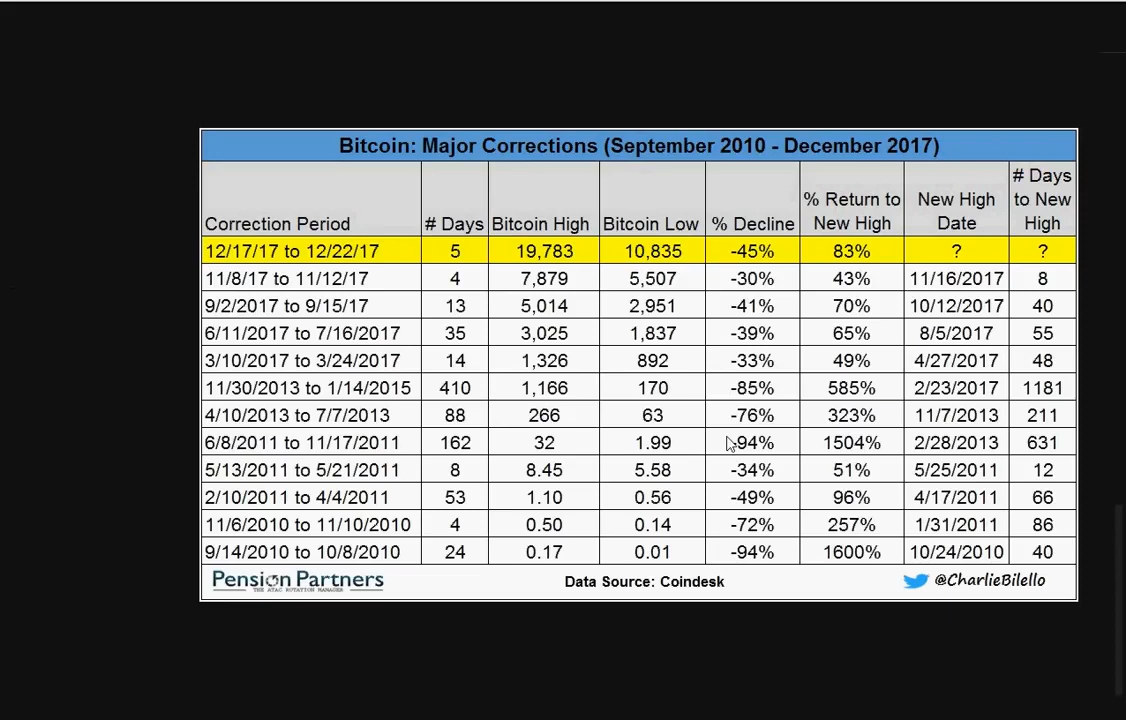 Bitcoin: Major Corrections (September 2010 - December 2017)
Correction Period # Days Bitcoin High Bitcoin Low % Decline % Return to New High New High Date # Days to New High
12/17/17 to 12/22/17 5 19,783 10,835 -45% 83% ? ?
11/8/17 to 11/12/17 4 7,879 5,507 -30% 43% 11/16/2017 8
9/2/2017 to 9/15/17 13 5,014 2,951 -41% 70% 10/12/2017 40
6/11/2017 to 7/16/2017 35 3,025 1,837 -39% 65% 8/5/2017 55
3/10/2017 to 3/24/2017 14 1,326 892 -33% 49% 4/27/2017 48
11/30/2013 to 1/14/2015 410 1,166 170 -85% 585% 2/23/2017 1181
4/10/2013 to 7/7/2013 88 266 63 -76% 323% 11/7/2013 211
6/8/2011 to 11/17/2011 162 32 1.99 -94% 1504% 2/28/2013 631
5/13/2011 to 5/21/2011 8 8.45 5.58 -34% 51% 5/25/2011 12
2/10/2011 to 4/4/2011 53 1.10 0.56 -49% 96% 4/17/2011 66
11/6/2010 to 11/10/2010 4 0.50 0.14 -72% 257% 1/31/2011 86
9/14/2010 to 10/8/2010 24 0.17 0.01 -94% 1600% 10/24/2010 40
Pension Partners Data Source: Coindesk @CharlieBilello
THE ATAC ROTATION MANAGER